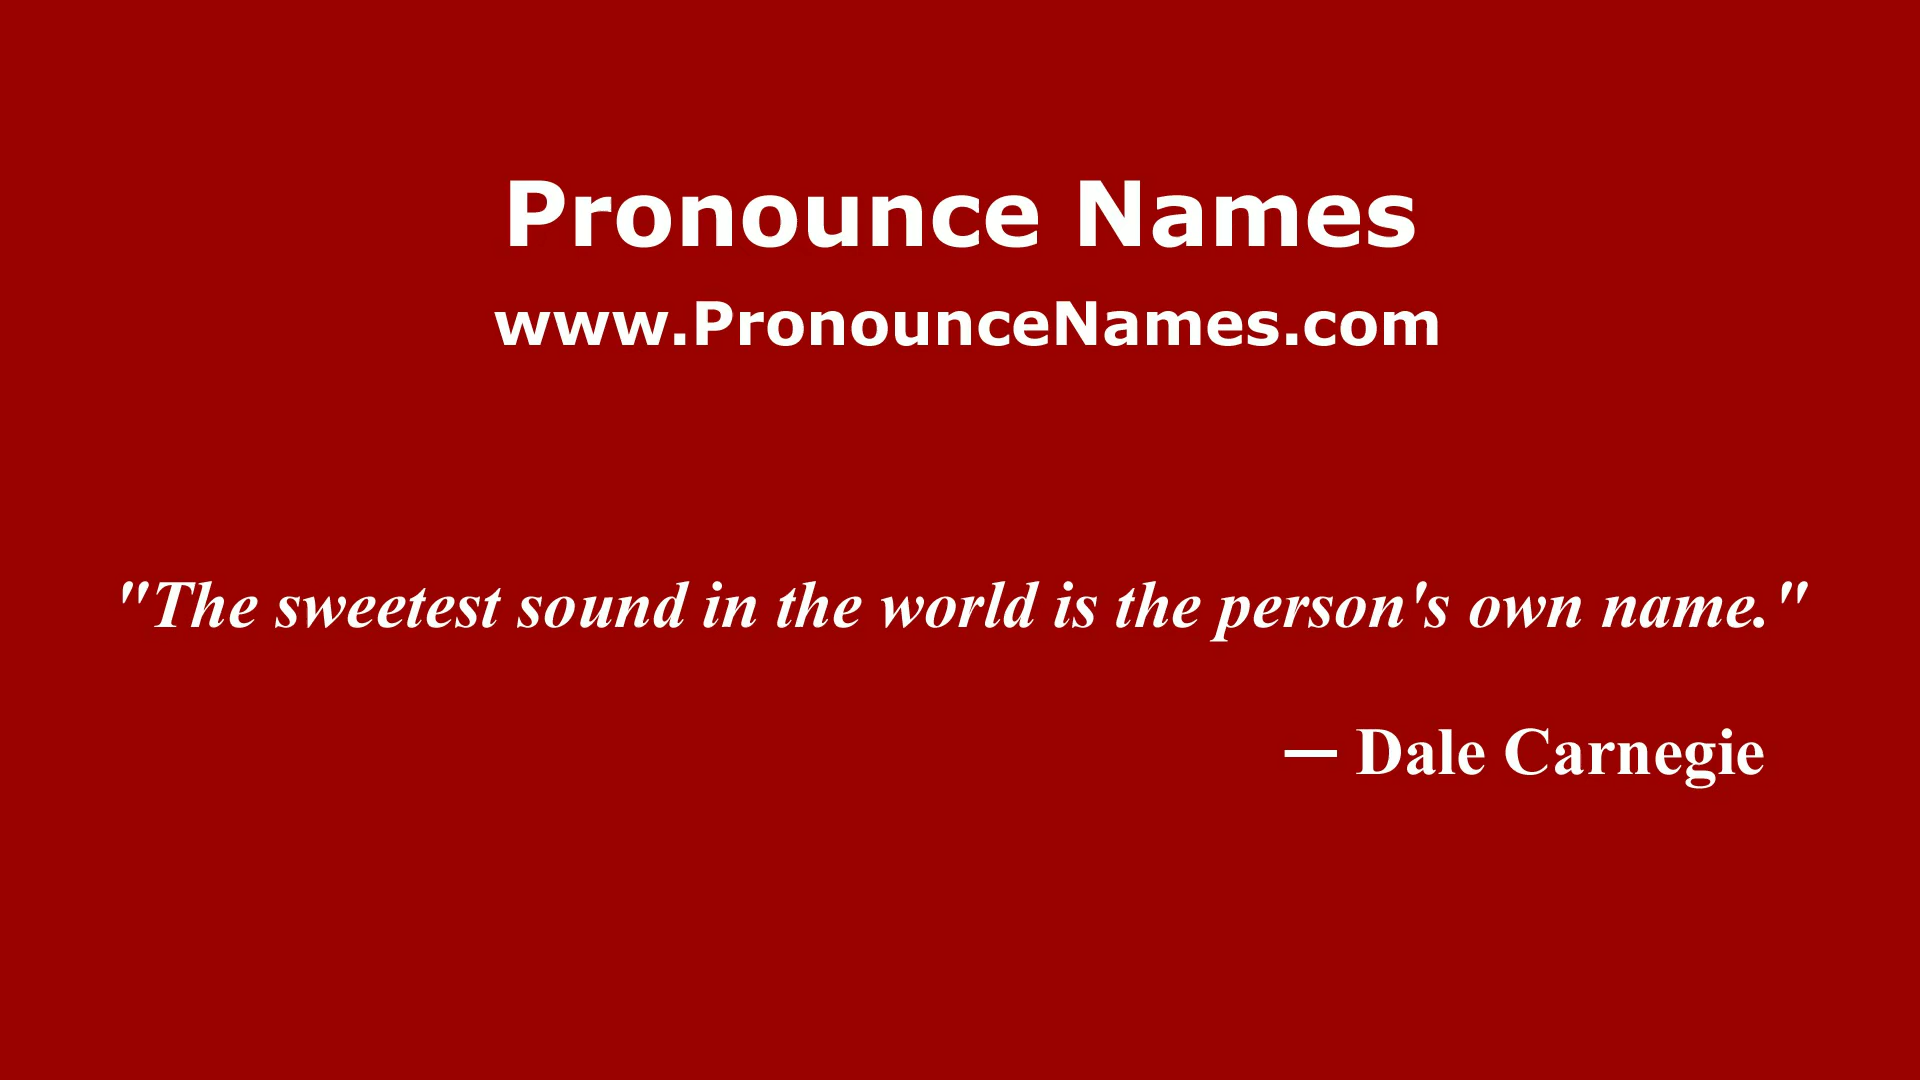 Pronounce Names
www.PronounceNames.com
"The sweetest sound in the world is the person's own name."
— Dale Carnegie